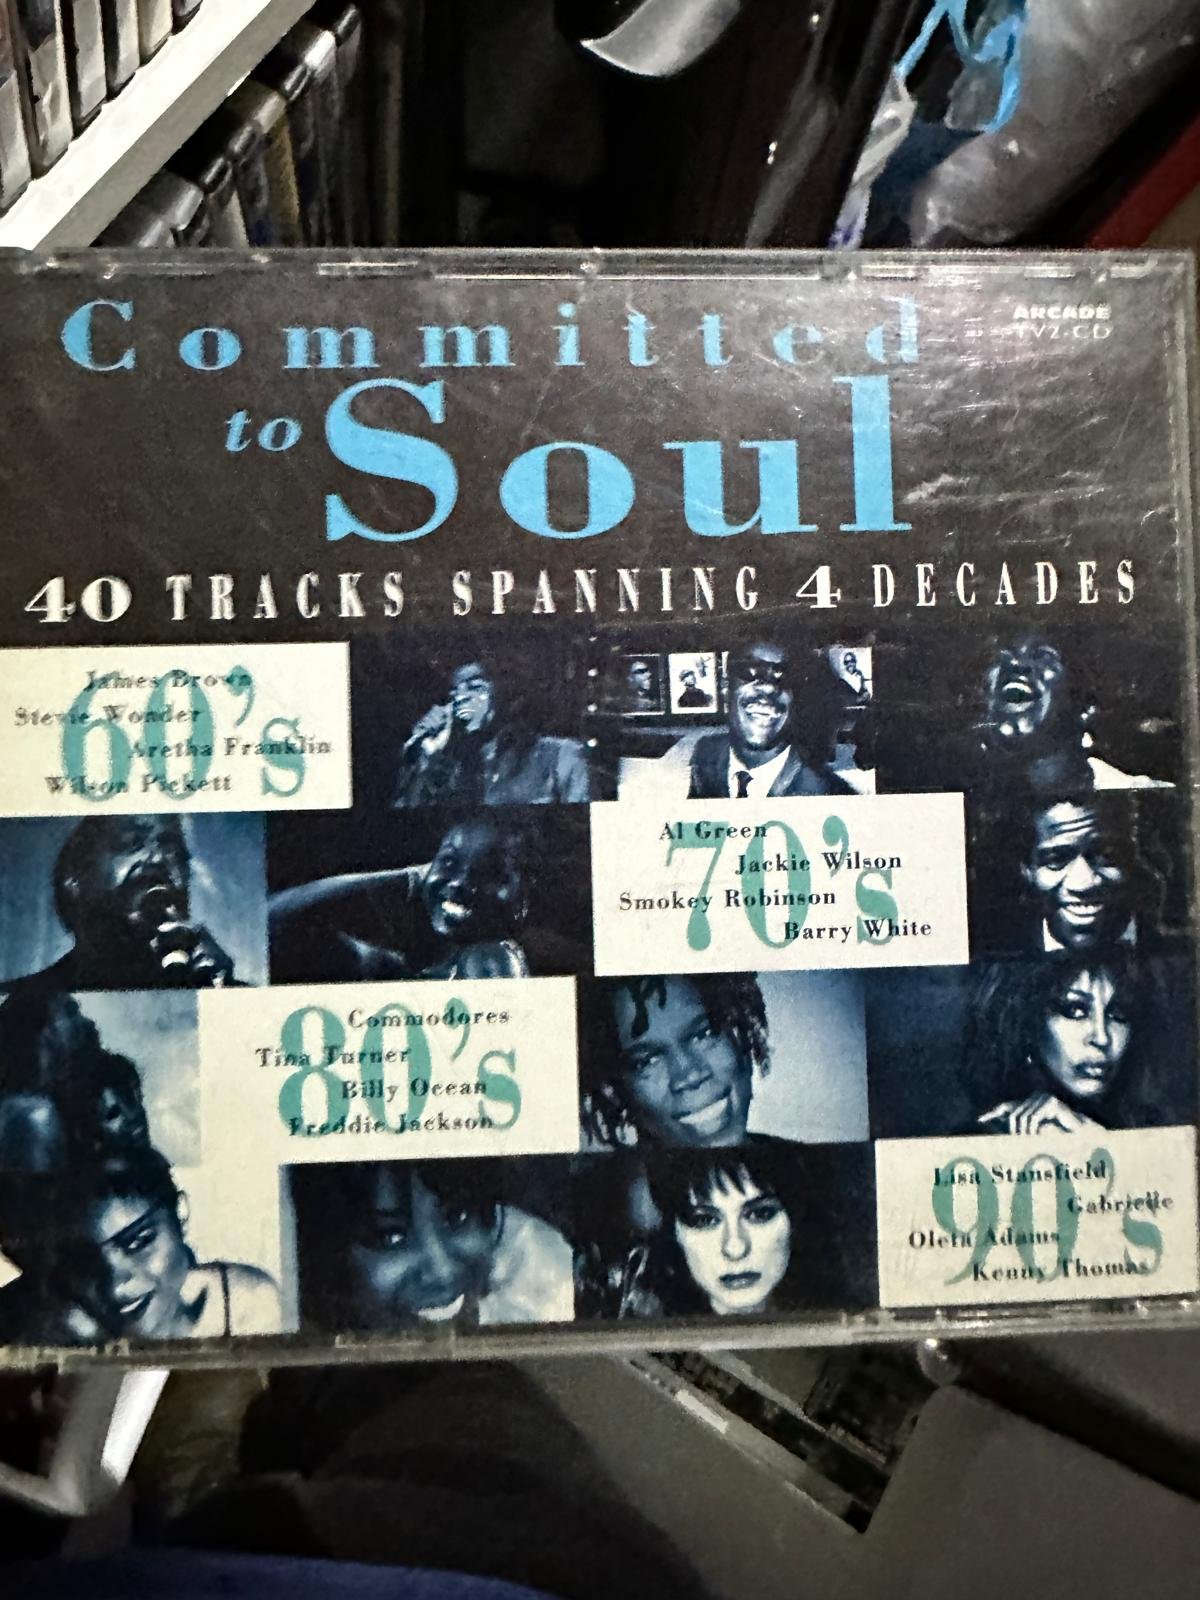 Committed
ARCADE
TV2-CD
to Soul
40 TRACKS SPANNING 4 DECADES
60's
James Brown
Stevie Wonder
Aretha Franklin
Wilson Pickett
70's
Al Green
Jackie Wilson
Smokey Robinson
Barry White
80's
Commodores
Tina Turner
Billy Ocean
Freddie Jackson
90's
Lisa Stansfield
Gabrielle
Oleta Adams
Kenny Thomas